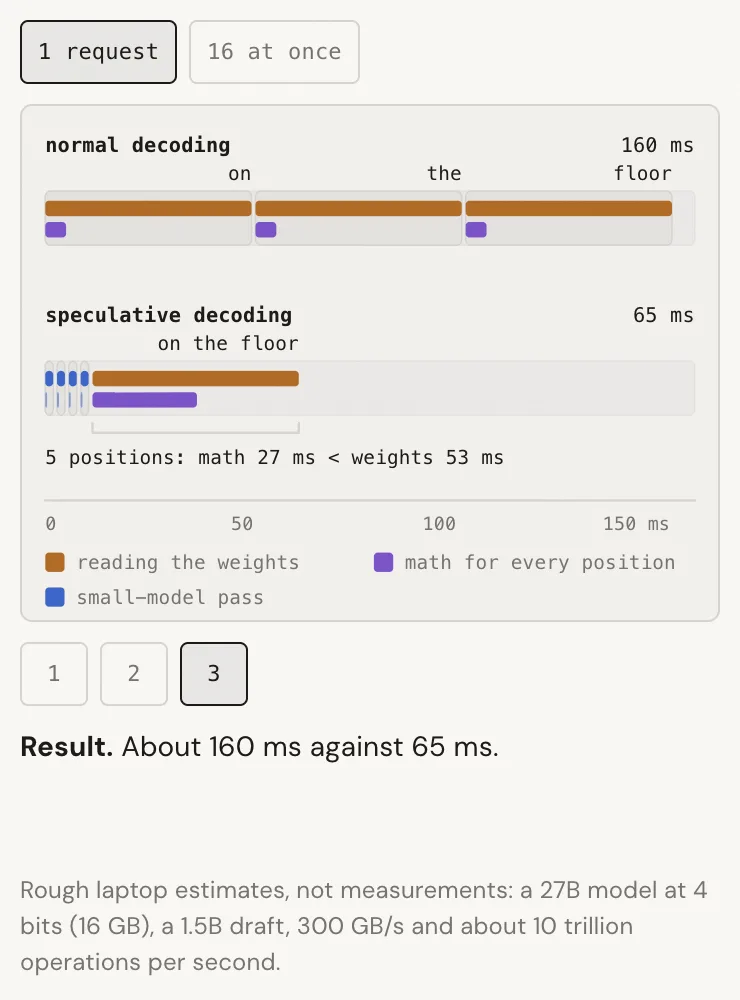 1 request 16 at once
normal decoding 160 ms
on the floor
speculative decoding 65 ms
on the floor
5 positions: math 27 ms < weights 53 ms
0 50 100 150 ms
reading the weights math for every position
small-model pass
1 2 3
Result. About 160 ms against 65 ms.
Rough laptop estimates, not measurements: a 27B model at 4
bits (16 GB), a 1.5B draft, 300 GB/s and about 10 trillion
operations per second.